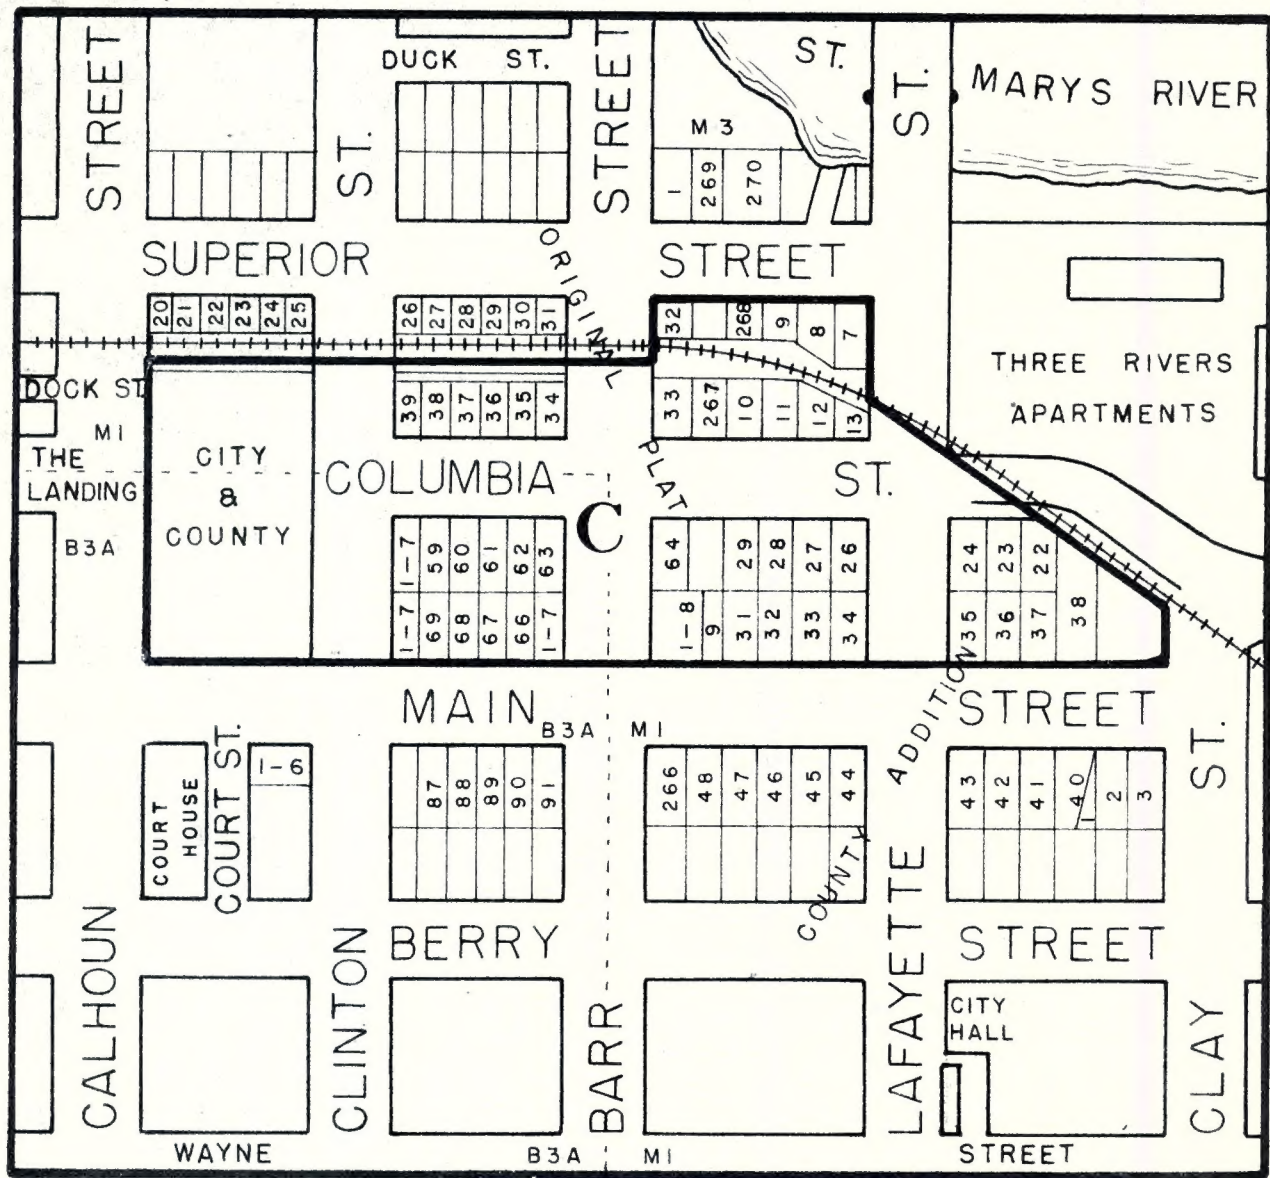 STREET
DUCK ST.
ST.
STREET
ST.
ST.
MARYS RIVER
M 3
1 269 270
ORIGINAL PLAT
SUPERIOR STREET
20 21 22 23 24 25
26 27 28 29 30 31
32 268 9 8 7
THREE RIVERS
APARTMENTS
DOCK ST
39 38 37 36 35 34
33 267 10 11 12 13
M1
THE
LANDING
CITY
&
COUNTY
COLUMBIA ST.
C
B3A
1-7 59 60 61 62 63
64 29 28 27 26
24 23 22
1-7 69 68 67 66 1-7
1-8 9 31 32 33 34
35 36 37 38
MAIN STREET
B3A M1
COUNTY ADDITION
COURT
HOUSE
COURT ST.
1-6
87 88 89 90 91
266 48 47 46 45 44
43 42 41 40 1 2 3
ST.
BERRY STREET
CALHOUN
CLINTON
BARR
LAFAYETTE
CITY
HALL
CLAY
WAYNE STREET
B3A M1